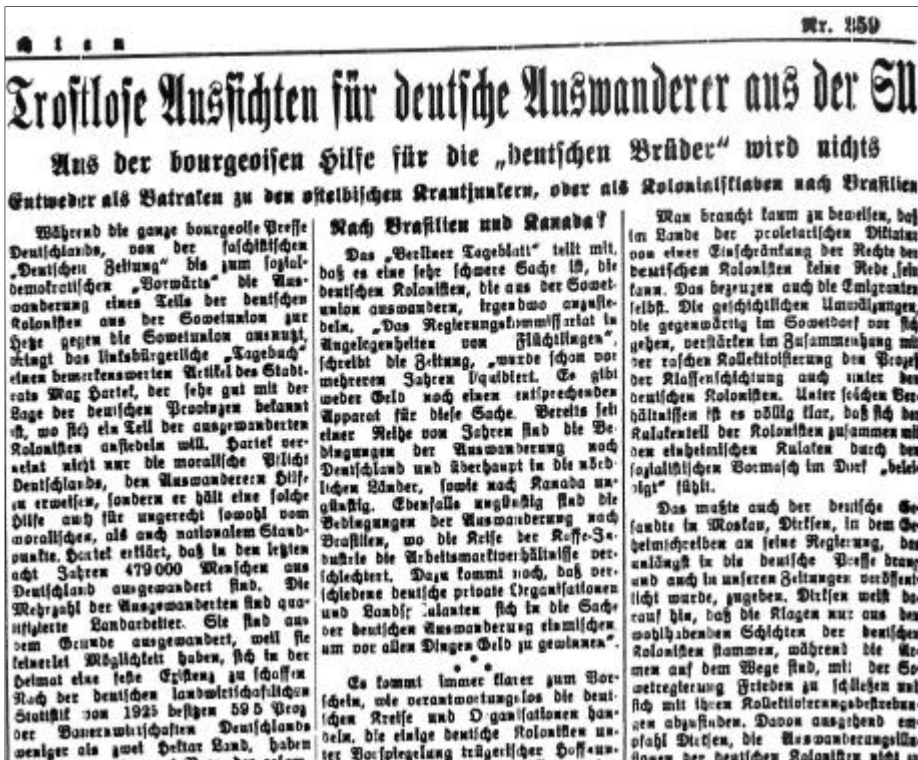 Nr. 259
Trostlose Aussichten für deutsche Auswanderer aus der SU
Aus der bourgeoisen Hilfe für die „deutschen Brüder“ wird nichts
Entweder als Batraken zu den ostelbischen Krautjunkern, oder als Kolonialsklaven nach Brasilien
Während die ganze bourgeoise Presse
Deutschlands, von der faschistischen
„Deutschen Zeitung“ bis zum sozial-
demokratischen „Vorwärts“ die Aus-
wanderung eines Teils der deutschen
Kolonisten aus der Sowetunion zur
Hetze gegen die Sowetunion ausnutzt,
bringt das linksbürgerliche „Tagebuch“
einen bemerkenswerten Artikel des Stadt-
rats Max Hartek, der sehr gut mit der
Lage der deutschen Provinzen bekannt
ist, wo sich ein Teil der ausgewanderten
Kolonisten ansiedeln will. Hartek ver-
neint nicht nur die moralische Pflicht
Deutschlands, den Auswanderern Hilfe
zu erweisen, sondern er hält eine solche
Hilfe auch für ungerecht sowohl vom
moralischen, als auch nationalem Stand-
punkte. Hartek erklärt, daß in den letzten
acht Jahren 479 000 Menschen aus
Deutschland ausgewandert sind. Die
Mehrzahl der Ausgewanderten sind qua-
lifizierte Landarbeiter. Sie sind aus
dem Grunde ausgewandert, weil sie
keinerlei Möglichkeit haben, sich in der
Heimat eine feste Existenz zu schaffen
Nach der deutschen landwirtschaftlichen
Statistik von 1925 besitzen 59 5 Proz
der Bauernwirtschaften Deutschlands
weniger als zwei Hektar Land, haben
Nach Brasilien und Kanada?
Das „Berliner Tageblatt“ teilt mit,
daß es eine sehr schwere Sache ist, die
deutschen Kolonisten, die aus der Sowet-
union auswandern, irgendwo anzusie-
deln. „Das Regierungskommissariat in
Angelegenheiten von Flüchtlingen“,
schreibt die Zeitung, „wurde schon vor
mehreren Jahren liquidiert. Es gibt
weder Geld noch einen entsprechenden
Apparat für diese Sache. Bereits seit
einer Reihe von Jahren sind die Be-
dingungen der Auswanderung nach
Deutschland und überhaupt in die nörd-
lichen Länder, sowie nach Kanada un-
günstig. Ebenfalls ungünstig sind die
Bedingungen der Auswanderung nach
Brasilien, wo die Krise der Kaffe-In-
dustrie die Arbeitsmarktverhältnisse ver-
schlechtert. Dazu kommt noch, daß ver-
schiedene deutsche private Organisationen
und sich in die Sache
der deutschen Auswanderung einmischen
um vor allen Dingen Geld zu gewinnen“.
* * *
Es kommt immer klarer zum Vor-
schein, wie verantwortungslos die deut-
schen Kreise und Organisationen han-
deln, die einige deutsche Kolonisten un-
ter Vorspiegelung trügerischer Hoffnun-
Man braucht kaum zu beweisen, daß
im Lande der proletarischen Diktatur
von einer Einschränkung der Rechte der
deutschen Kolonisten keine Rede sein
kann. Das bezeugen auch die Emigranten
selbst. Die geschichtlichen Umwälzungen,
die gegenwärtig im Sowetdorf vor sich
gehen, verstärken im Zusammenhang mit
der raschen Kollektivisierung den Prozeß
der Klassenschichtung auch unter den
deutschen Kolonisten. Unter solchen Ver-
hältnissen ist es völlig klar, daß sich der
Kulakenteil der Kolonisten zusammen mit
den einheimischen Kulaken durch den
sozialistischen Vormasch im Dorf „belei-
digt“ fühlt.
Das mußte auch der deutsche Ge-
sandte in Moskau, Dirksen, in dem Ge-
heimschreiben an seine Regierung, das
unlängst in die deutsche Presse drang
und auch in unseren Zeitungen veröffent-
licht wurde, zugeben. Dirksen weist da-
rauf hin, daß die Klagen nur aus den
wohlhabenden Schichten der deutschen
Kolonisten stammen, während die Ar-
men auf dem Wege sind, mit der So-
wetregierung Frieden zu schließen und
sich mit ihren Kollektivierungsbestrebun-
gen abzufinden. Davon ausgehend em-
pfahl Dirksen, die
der deutschen Kolonisten nicht